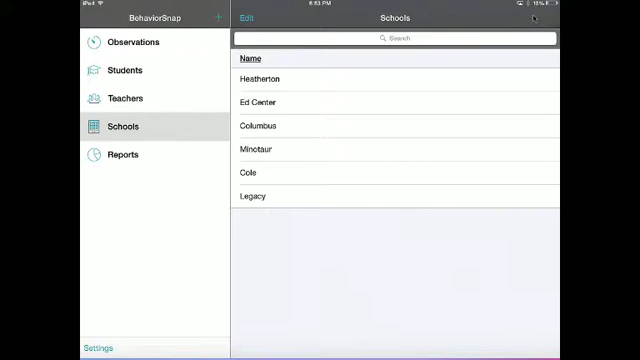 iPad 6:53 PM 13%
BehaviorSnap + Edit Schools
Search
Observations
Students
Teachers
Schools
Reports
Name
Heatherton
Ed Center
Columbus
Minotaur
Cole
Legacy
Settings